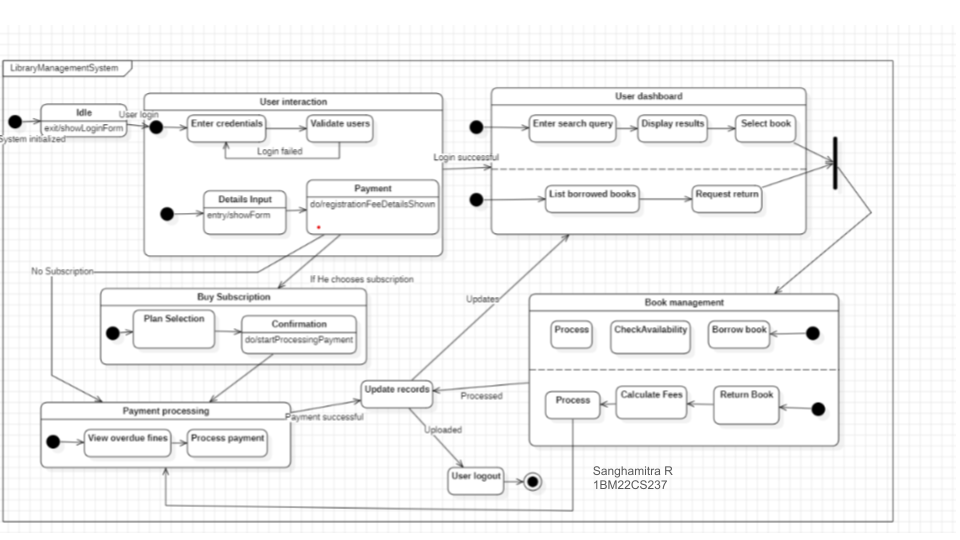 LibraryManagementSystem
System initialized
Idle
exit/showLoginForm
User login
User interaction
Enter credentials
Validate users
Login failed
Details Input
entry/showForm
Payment
do/registrationFeeDetailsShown
Login successful
User dashboard
Enter search query
Display results
Select book
List borrowed books
Request return
No Subscription
If He chooses subscription
Buy Subscription
Plan Selection
Confirmation
do/startProcessingPayment
Updates
Book management
Process
CheckAvailability
Borrow book
Process
Calculate Fees
Return Book
Update records
Processed
Payment processing
View overdue fines
Process payment
Payment successful
Uploaded
User logout
Sanghamitra R
1BM22CS237